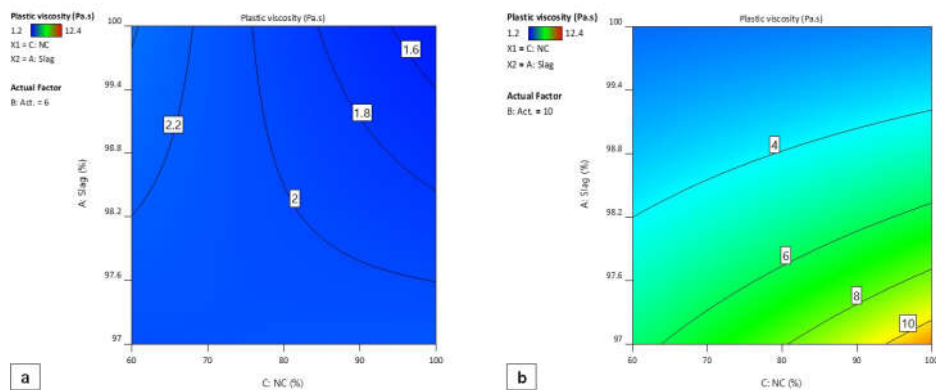 Plastic viscosity (Pa.s)
1.2 12.4
X1 = C: NC
X2 = A: Slag
Actual Factor
B: Act. = 6
Plastic viscosity (Pa.s)
A: Slag (%)
100
99.4
98.8
98.2
97.6
97
60 70 80 90 100
C: NC (%)
2.2
2
1.8
1.6
a
Plastic viscosity (Pa.s)
1.2 12.4
X1 = C: NC
X2 = A: Slag
Actual Factor
B: Act. = 10
Plastic viscosity (Pa.s)
A: Slag (%)
100
99.4
98.8
98.2
97.6
97
60 70 80 90 100
C: NC (%)
4
6
8
10
b